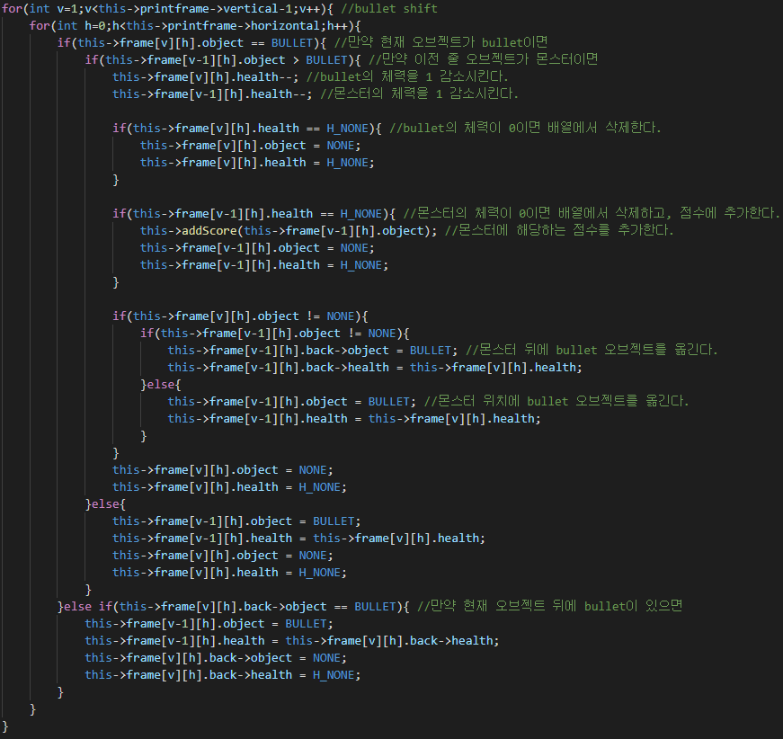 for(int v=1;v<this->printframe->vertical-1;v++){ //bullet shift
    for(int h=0;h<this->printframe->horizontal;h++){
        if(this->frame[v][h].object == BULLET){ //만약 현재 오브젝트가 bullet이면
            if(this->frame[v-1][h].object > BULLET){ //만약 이전 줄 오브젝트가 몬스터이면
                this->frame[v][h].health--; //bullet의 체력을 1 감소시킨다.
                this->frame[v-1][h].health--; //몬스터의 체력을 1 감소시킨다.

                if(this->frame[v][h].health == H_NONE){ //bullet의 체력이 0이면 배열에서 삭제한다.
                    this->frame[v][h].object = NONE;
                    this->frame[v][h].health = H_NONE;
                }

                if(this->frame[v-1][h].health == H_NONE){ //몬스터의 체력이 0이면 배열에서 삭제하고, 점수에 추가한다.
                    this->addScore(this->frame[v-1][h].object); //몬스터에 해당하는 점수를 추가한다.
                    this->frame[v-1][h].object = NONE;
                    this->frame[v-1][h].health = H_NONE;
                }

                if(this->frame[v][h].object != NONE){
                    if(this->frame[v-1][h].object != NONE){
                        this->frame[v-1][h].back->object = BULLET; //몬스터 뒤에 bullet 오브젝트를 옮긴다.
                        this->frame[v-1][h].back->health = this->frame[v][h].health;
                    }else{
                        this->frame[v-1][h].object = BULLET; //몬스터 위치에 bullet 오브젝트를 옮긴다.
                        this->frame[v-1][h].health = this->frame[v][h].health;
                    }
                }
                this->frame[v][h].object = NONE;
                this->frame[v][h].health = H_NONE;
            }else{
                this->frame[v-1][h].object = BULLET;
                this->frame[v-1][h].health = this->frame[v][h].health;
                this->frame[v][h].object = NONE;
                this->frame[v][h].health = H_NONE;
            }
        }else if(this->frame[v][h].back->object == BULLET){ //만약 현재 오브젝트 뒤에 bullet이 있으면
            this->frame[v-1][h].object = BULLET;
            this->frame[v-1][h].health = this->frame[v][h].back->health;
            this->frame[v][h].back->object = NONE;
            this->frame[v][h].back->health = H_NONE;
        }
    }
}